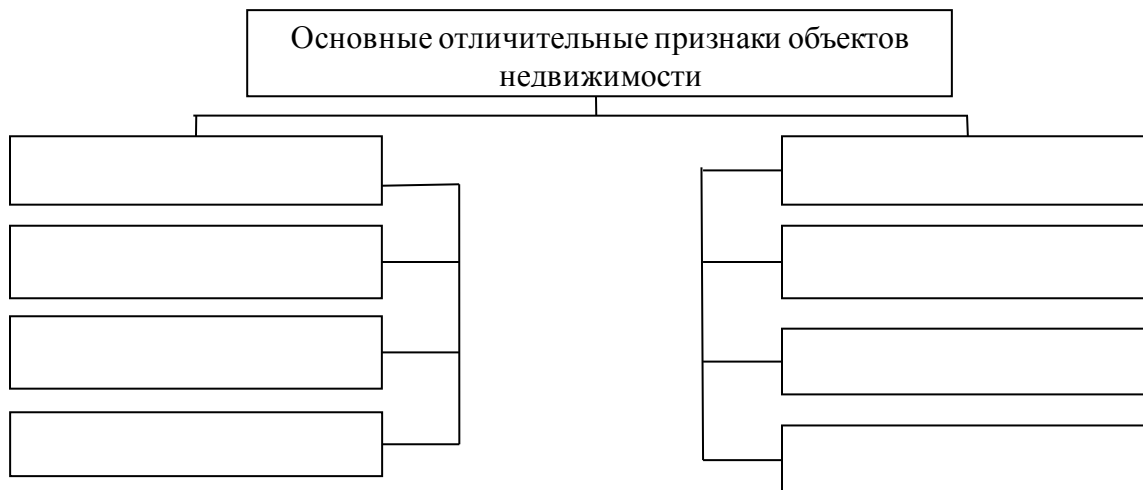 Основные отличительные признаки объектов
недвижимости